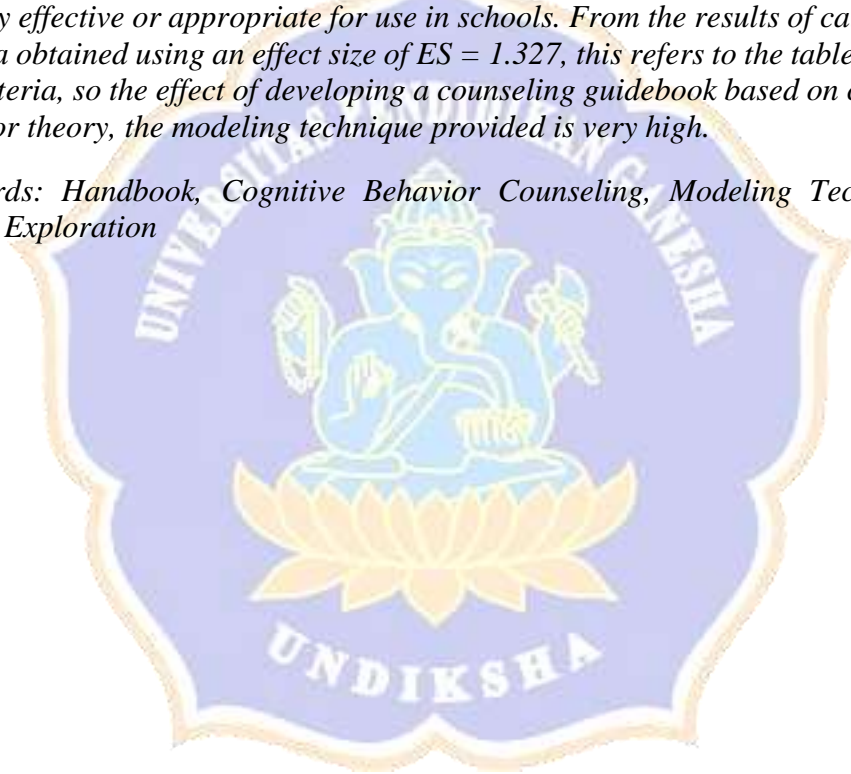 y effective or appropriate for use in schools. From the results of ca
a obtained using an effect size of ES = 1.327, this refers to the table
teria, so the effect of developing a counseling guidebook based on
or theory, the modeling technique provided is very high.
rds: Handbook, Cognitive Behavior Counseling, Modeling Tec
Exploration
UNIVERSITAS PENDIDIKAN GANESHA
UNDIKSHA